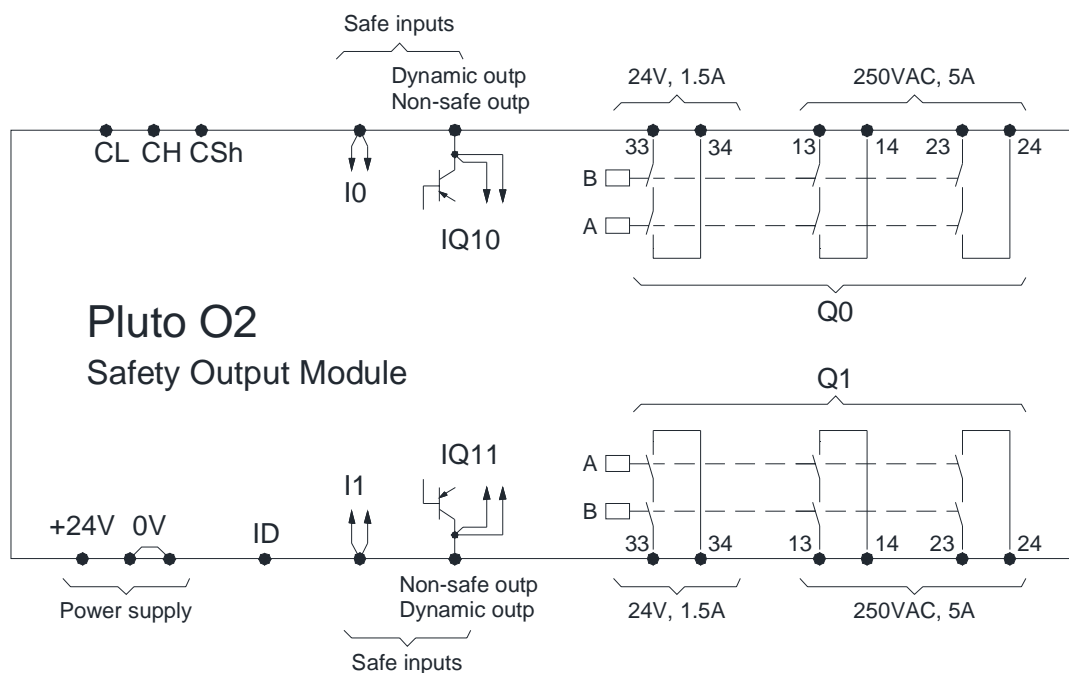 Safe inputs
Dynamic outp
Non-safe outp
24V, 1.5A
250VAC, 5A
CL CH CSh
33 34 13 14 23 24
I0
IQ10
B
A
Q0
Pluto O2
Safety Output Module
Q1
IQ11
I1
A
B
+24V 0V ID
33 34 13 14 23 24
Power supply
Non-safe outp
Dynamic outp
24V, 1.5A
250VAC, 5A
Safe inputs